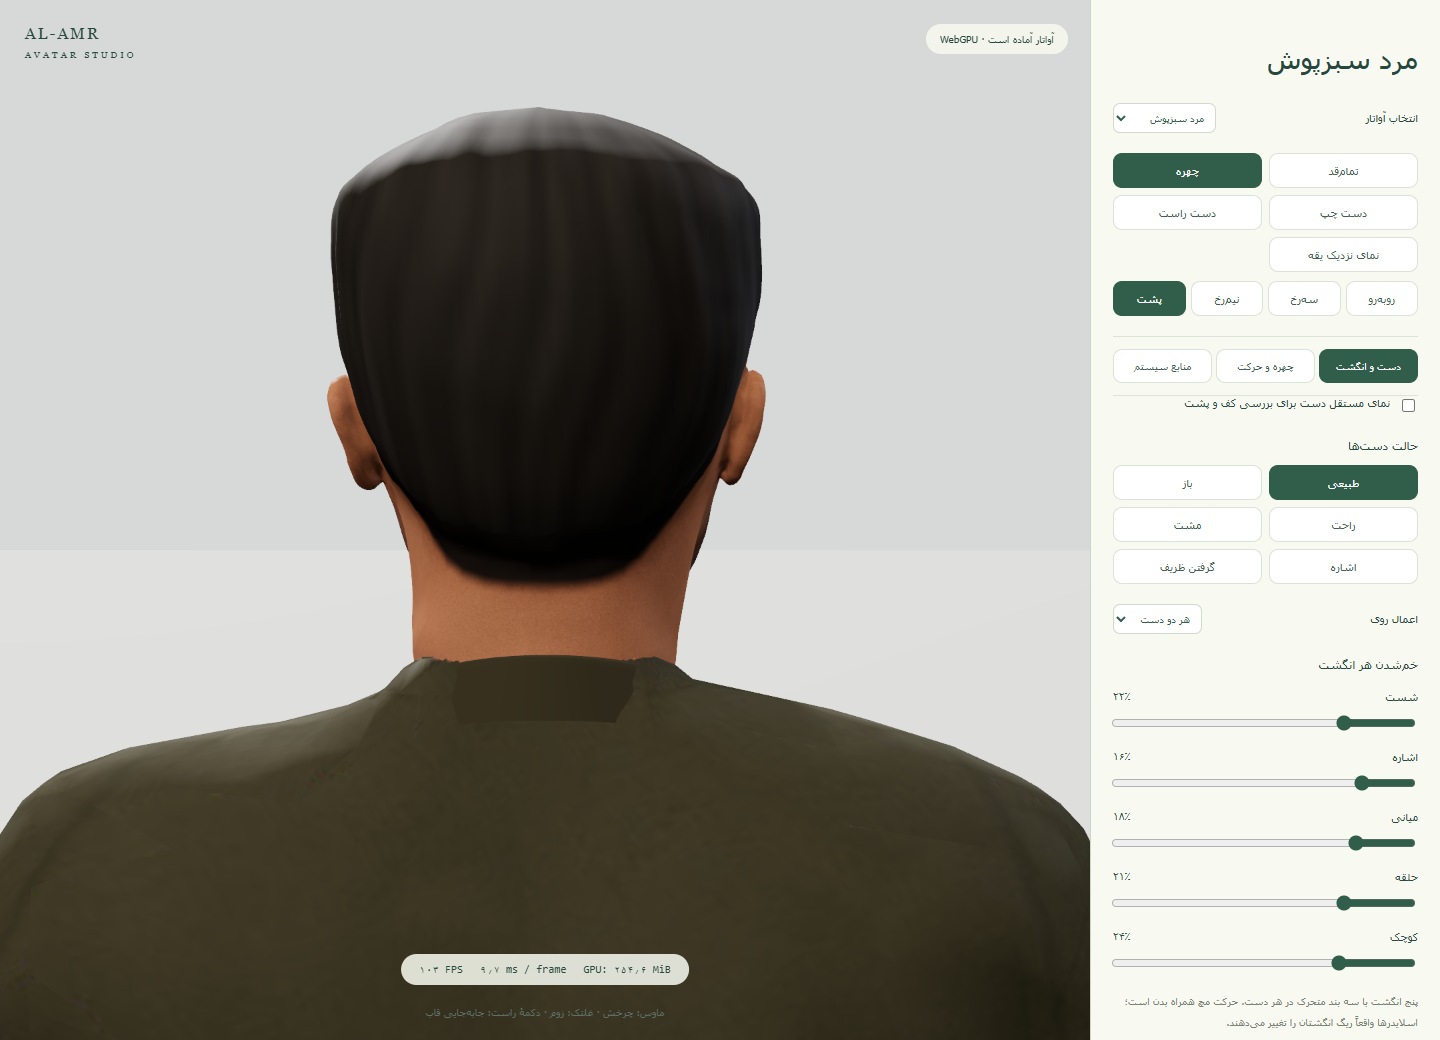 AL-AMR
AVATAR STUDIO
آواتار آماده است · WebGPU
مرد سبزپوش
انتخاب آواتار
مرد سبزپوش
تمام‌قد
چهره
دست چپ
دست راست
نمای نزدیک یقه
روبه‌رو
سه‌رخ
نیم‌رخ
پشت
دست و انگشت
چهره و حرکت
منابع سیستم
نمای مستقل دست برای بررسی کف و پشت
حالت دست‌ها
طبیعی
باز
راحت
مشت
اشاره
گرفتن ظریف
اعمال روی
هر دو دست
خم‌شدن هر انگشت
شست
۲۲٪
اشاره
۱۶٪
میانی
۱۸٪
حلقه
۲۱٪
کوچک
۲۴٪
پنج انگشت با سه بند متحرک در هر دست. حرکت مچ همراه بدن است؛
اسلایدرها واقعاً ریگ انگشتان را تغییر می‌دهند.
۱۰۳ FPS
۹٫۷ ms / frame
GPU: ۲۵۴٫۶ MiB
ماوس: چرخش · غلتک: زوم · دکمهٔ راست: جابه‌جایی قاب